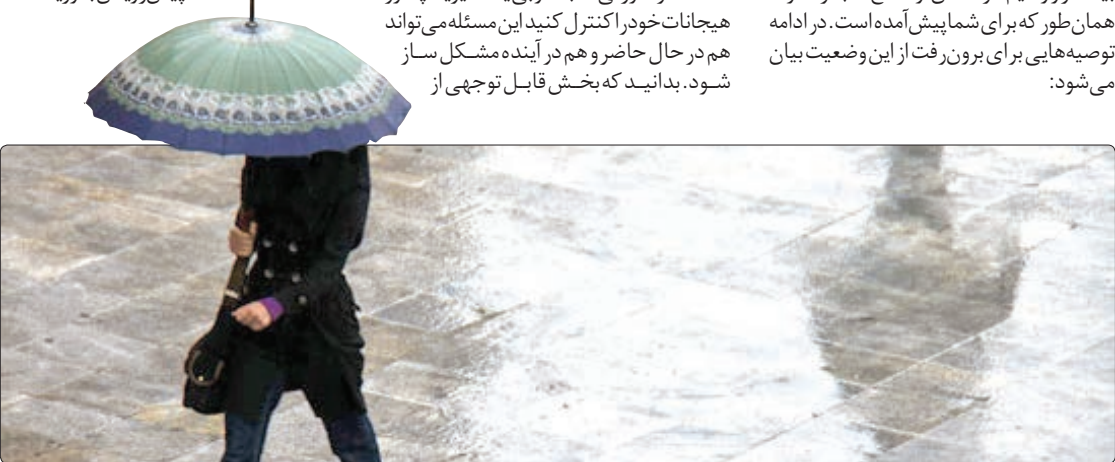 همان‌طور که برای شما پیش‌آمده است. در ادامه
توصیه‌هایی برای برون‌رفت از این وضعیت بیان
می‌شود:
هیجانات خود را کنترل کنید این مسئله می‌تواند
هم در حال حاضر و هم در آینده مشکل ساز
شود. بدانید که بخش قابل توجهی از